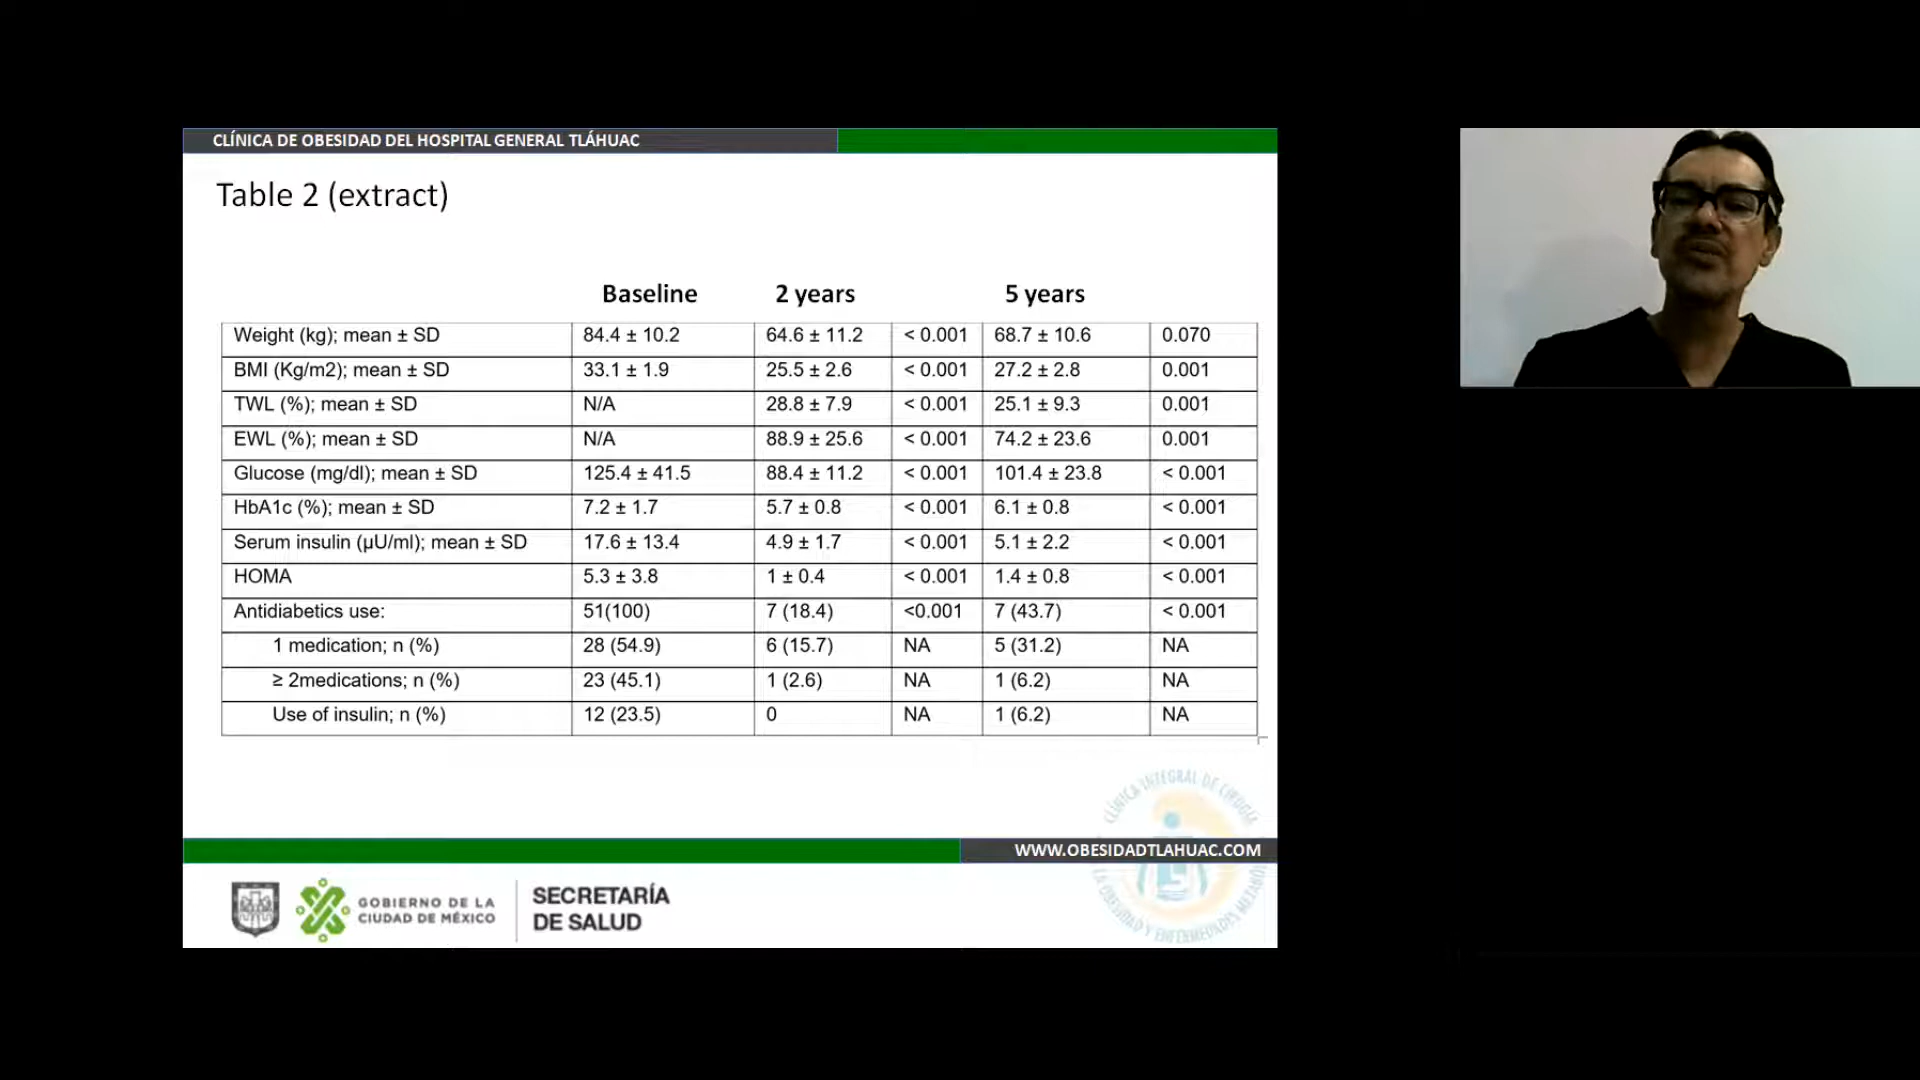 CLÍNICA DE OBESIDAD DEL HOSPITAL GENERAL TLÁHUAC
Table 2 (extract)
Baseline 2 years 5 years
Weight (kg); mean ± SD 84.4 ± 10.2 64.6 ± 11.2 < 0.001 68.7 ± 10.6 0.070
BMI (Kg/m2); mean ± SD 33.1 ± 1.9 25.5 ± 2.6 < 0.001 27.2 ± 2.8 0.001
TWL (%); mean ± SD N/A 28.8 ± 7.9 < 0.001 25.1 ± 9.3 0.001
EWL (%); mean ± SD N/A 88.9 ± 25.6 < 0.001 74.2 ± 23.6 0.001
Glucose (mg/dl); mean ± SD 125.4 ± 41.5 88.4 ± 11.2 < 0.001 101.4 ± 23.8 < 0.001
HbA1c (%); mean ± SD 7.2 ± 1.7 5.7 ± 0.8 < 0.001 6.1 ± 0.8 < 0.001
Serum insulin (µU/ml); mean ± SD 17.6 ± 13.4 4.9 ± 1.7 < 0.001 5.1 ± 2.2 < 0.001
HOMA 5.3 ± 3.8 1 ± 0.4 < 0.001 1.4 ± 0.8 < 0.001
Antidiabetics use: 51(100) 7 (18.4) <0.001 7 (43.7) < 0.001
1 medication; n (%) 28 (54.9) 6 (15.7) NA 5 (31.2) NA
≥ 2medications; n (%) 23 (45.1) 1 (2.6) NA 1 (6.2) NA
Use of insulin; n (%) 12 (23.5) 0 NA 1 (6.2) NA
CLÍNICA INTEGRAL DE CIRUGÍA
WWW.OBESIDADTLAHUAC.COM
LA OBESIDAD Y ENFERMEDADES
GOBIERNO DE LA
CIUDAD DE MÉXICO
SECRETARÍA
DE SALUD